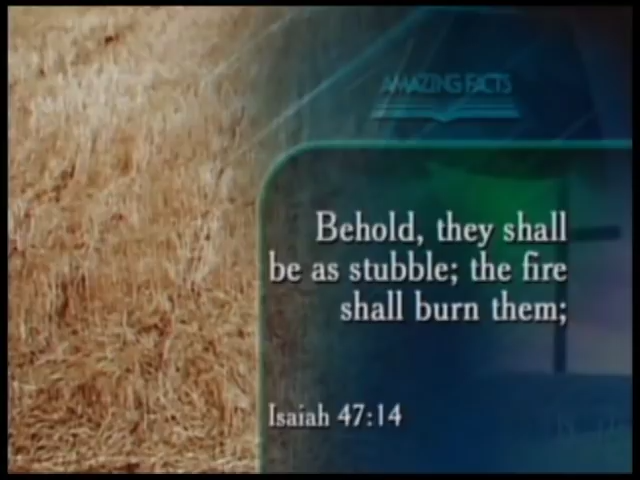 AMAZING FACTS
Behold, they shall
be as stubble; the fire
shall burn them;
Isaiah 47:14